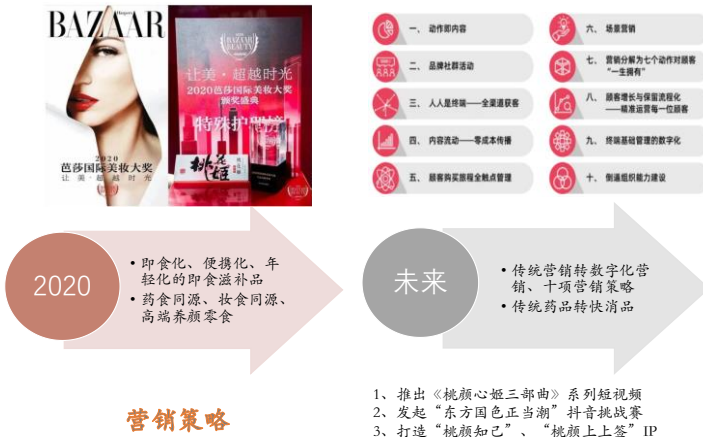 Harper's
BAZAAR
2020
芭莎国际美妆大奖
让美·超越时光
BAZAAR
BEAUTY
让美·超越时光
2020芭莎国际美妆大奖
颁奖盛典
特殊护理榜
桃花姬
一、 动作即内容
二、 品牌社群活动
三、 人人是终端——全渠道获客
四、 内容流动——零成本传播
五、 顾客购买旅程全触点管理
六、 场景营销
七、 营销分解为七个动作对顾客
“一生拥有”
八、 顾客增长与保留流程化
——精准运营每一位顾客
九、 终端基础管理的数字化
十、 倒逼组织能力建设
2020
• 即食化、便携化、年
轻化的即食滋补品
• 药食同源、妆食同源、
高端养颜零食
未来
• 传统营销转数字化营
销、十项营销策略
• 传统药品转快消品
营销策略
1、推出《桃颜心姬三部曲》系列短视频
2、发起“东方国色正当潮”抖音挑战赛
3、打造“桃颜知己”、“桃颜上上签”IP